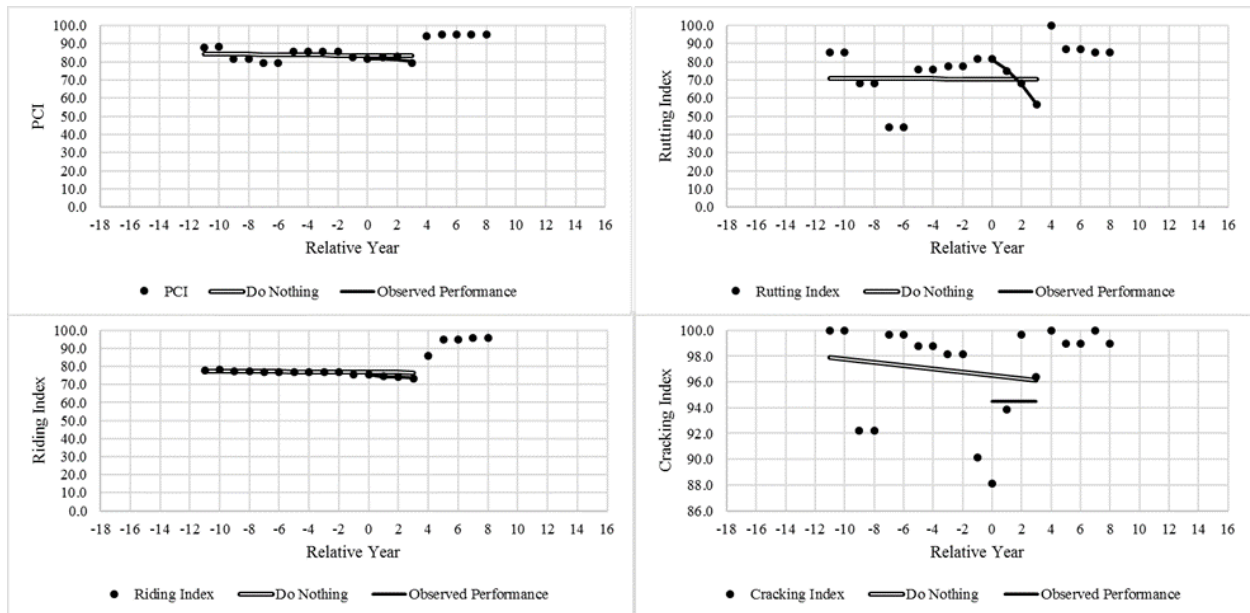 PCI
100.0
90.0
80.0
70.0
60.0
50.0
40.0
30.0
20.0
10.0
0.0
-18 -16 -14 -12 -10 -8 -6 -4 -2 0 2 4 6 8 10 12 14 16
Relative Year
PCI Do Nothing Observed Performance
Rutting Index
100.0
90.0
80.0
70.0
60.0
50.0
40.0
30.0
20.0
10.0
0.0
-18 -16 -14 -12 -10 -8 -6 -4 -2 0 2 4 6 8 10 12 14 16
Relative Year
Rutting Index Do Nothing Observed Performance
Riding Index
100.0
90.0
80.0
70.0
60.0
50.0
40.0
30.0
20.0
10.0
0.0
-18 -16 -14 -12 -10 -8 -6 -4 -2 0 2 4 6 8 10 12 14 16
Relative Year
Riding Index Do Nothing Observed Performance
Cracking Index
100.0
98.0
96.0
94.0
92.0
90.0
88.0
86.0
-18 -16 -14 -12 -10 -8 -6 -4 -2 0 2 4 6 8 10 12 14 16
Relative Year
Cracking Index Do Nothing Observed Performance